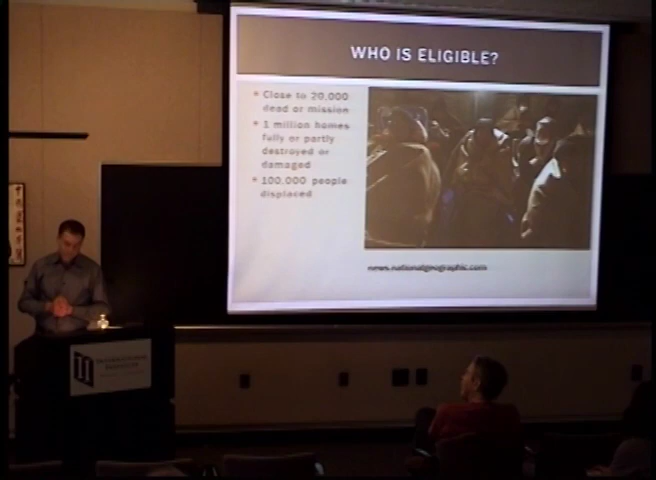 WHO IS ELIGIBLE?
Close to 20,000
dead or mission
1 million homes
fully or partly
destroyed or
damaged
100,000 people
displaced
news.nationalgeographic.com